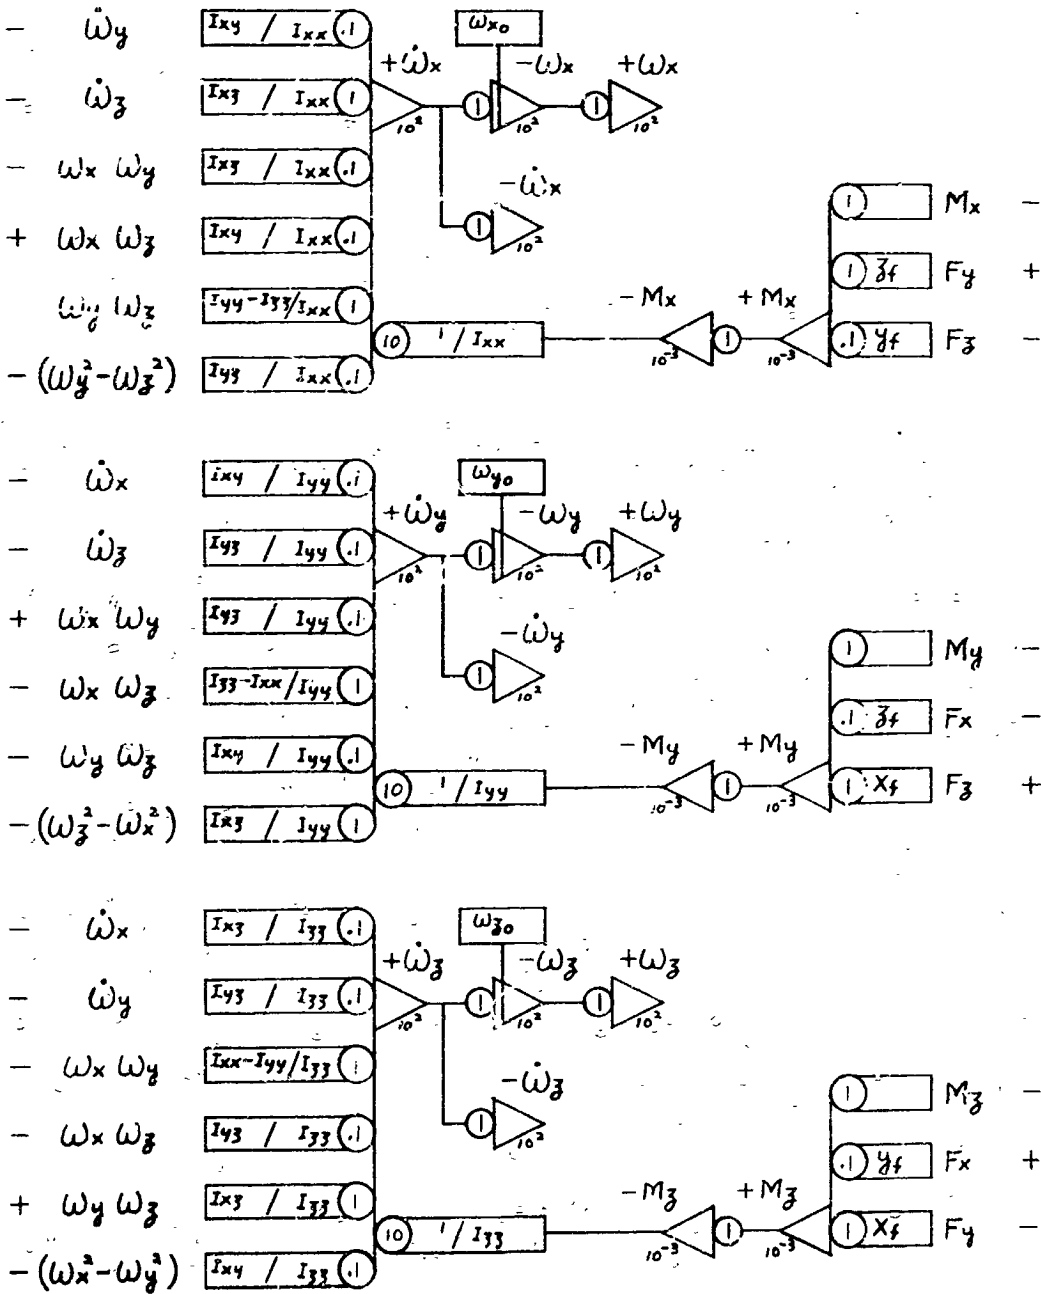 − ω̇y Ixy / Ixx .1 ωxo
+ω̇x −ωx +ωx
− ω̇z Ixz / Ixx 1 10² 1 10² 1 10²
− ωx ωy Ixz / Ixx .1
−ω̇x 1 10²
1 Mx −
+ ωx ωz Ixy / Ixx .1
1 zf Fy +
ωy ωz Iyy-Izz/Ixx 1
−Mx +Mx
10 1/Ixx 10⁻³ 1 10⁻³ .1 yf Fz −
−(ωy²−ωz²) Iyz / Ixx .1
− ω̇x ixy / Iyy .1 ωyo
+ω̇y −ωy +ωy
− ω̇z Iyz / Iyy .1 10² 1 10² 1 10²
+ ωx ωy Iyz / Iyy .1
−ω̇y 1 10²
1 My −
− ωx ωz Izz-Ixx/Iyy 1
.1 zf Fx −
− ωy ωz Ixy / Iyy .1
−My +My
10 1/Iyy 10⁻³ 1 10⁻³ 1 Xf Fz +
−(ωz²−ωx²) Ixz / Iyy 1
− ω̇x Ixz / Izz .1 ωzo
+ω̇z −ωz +ωz
− ω̇y Iyz / Izz .1 10² 1 10² 1 10²
− ωx ωy Ixx-Iyy/Izz 1
−ω̇z 1 10²
1 Mz −
− ωx ωz Iyz / Izz .1
.1 yf Fx +
+ ωy ωz Ixz / Izz 1
−Mz +Mz
10 1/Izz 10⁻³ 1 10⁻³ 1 Xf Fy −
−(ωx²−ωy²) Ixy / Izz .1